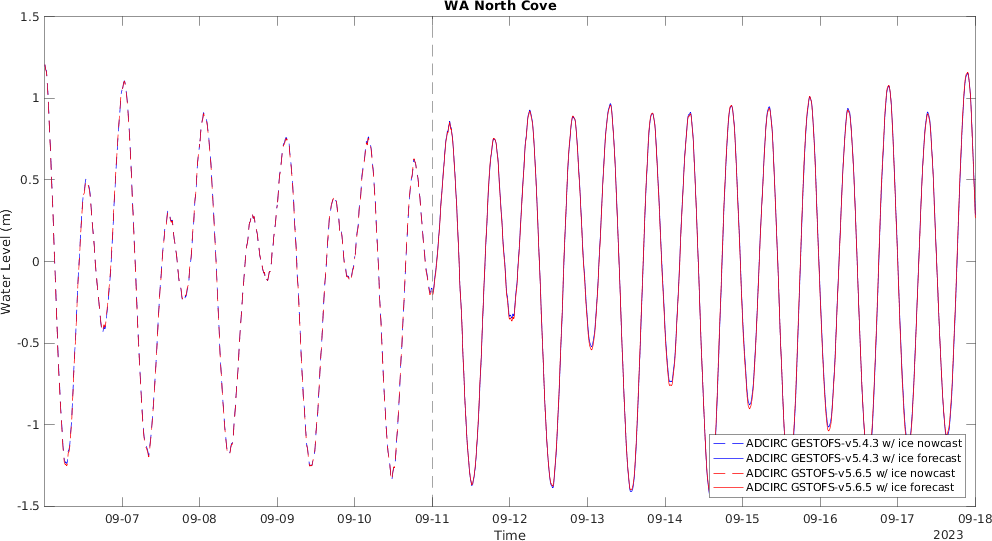 WA North Cove
1.5
1
0.5
0
-0.5
-1
-1.5
Water Level (m)
ADCIRC GESTOFS-v5.4.3 w/ ice nowcast
ADCIRC GESTOFS-v5.4.3 w/ ice forecast
ADCIRC GSTOFS-v5.6.5 w/ ice nowcast
ADCIRC GSTOFS-v5.6.5 w/ ice forecast
09-07 09-08 09-09 09-10 09-11 09-12 09-13 09-14 09-15 09-16 09-17 09-18
Time
2023